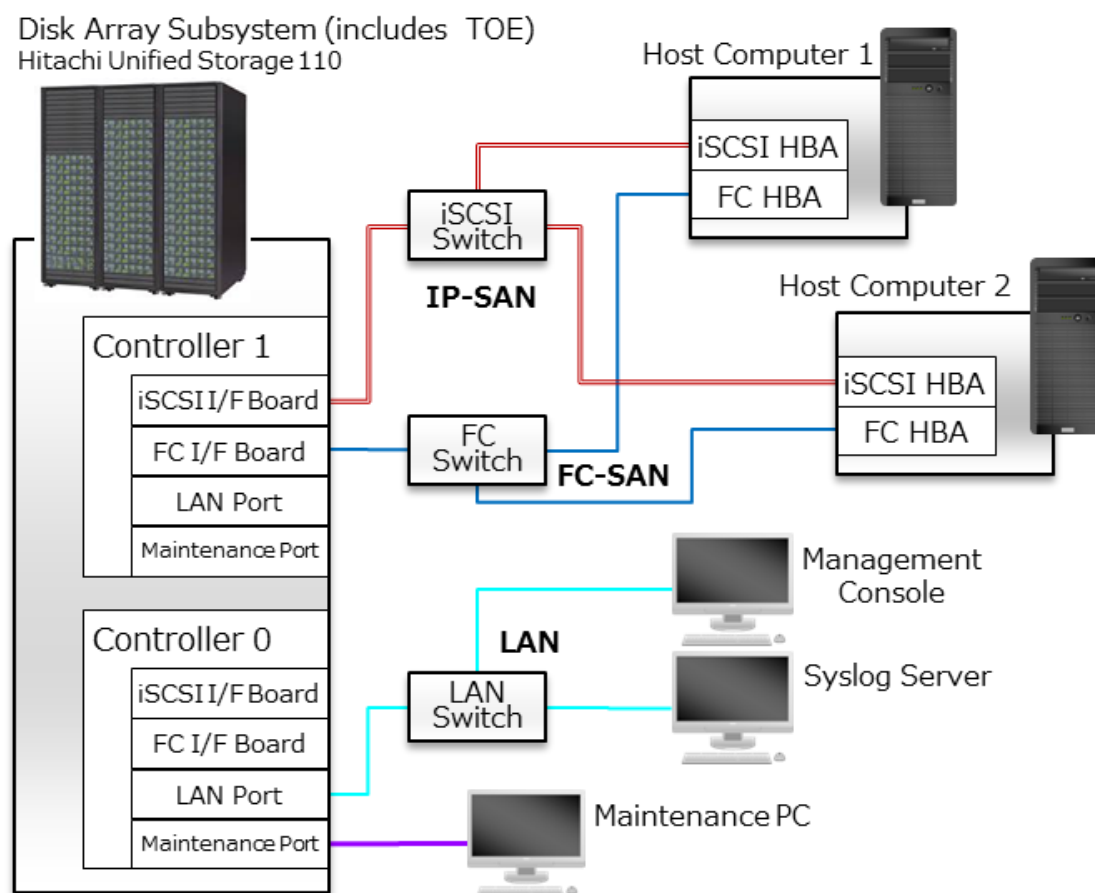 Disk Array Subsystem (includes TOE)
Hitachi Unified Storage 110
Host Computer 1
iSCSI HBA
FC HBA
iSCSI
Switch
IP-SAN
Host Computer 2
iSCSI HBA
FC HBA
Controller 1
iSCSI I/F Board
FC I/F Board
LAN Port
Maintenance Port
FC
Switch
FC-SAN
Management
Console
Controller 0
iSCSI I/F Board
FC I/F Board
LAN Port
Maintenance Port
LAN
LAN
Switch
Syslog Server
Maintenance PC